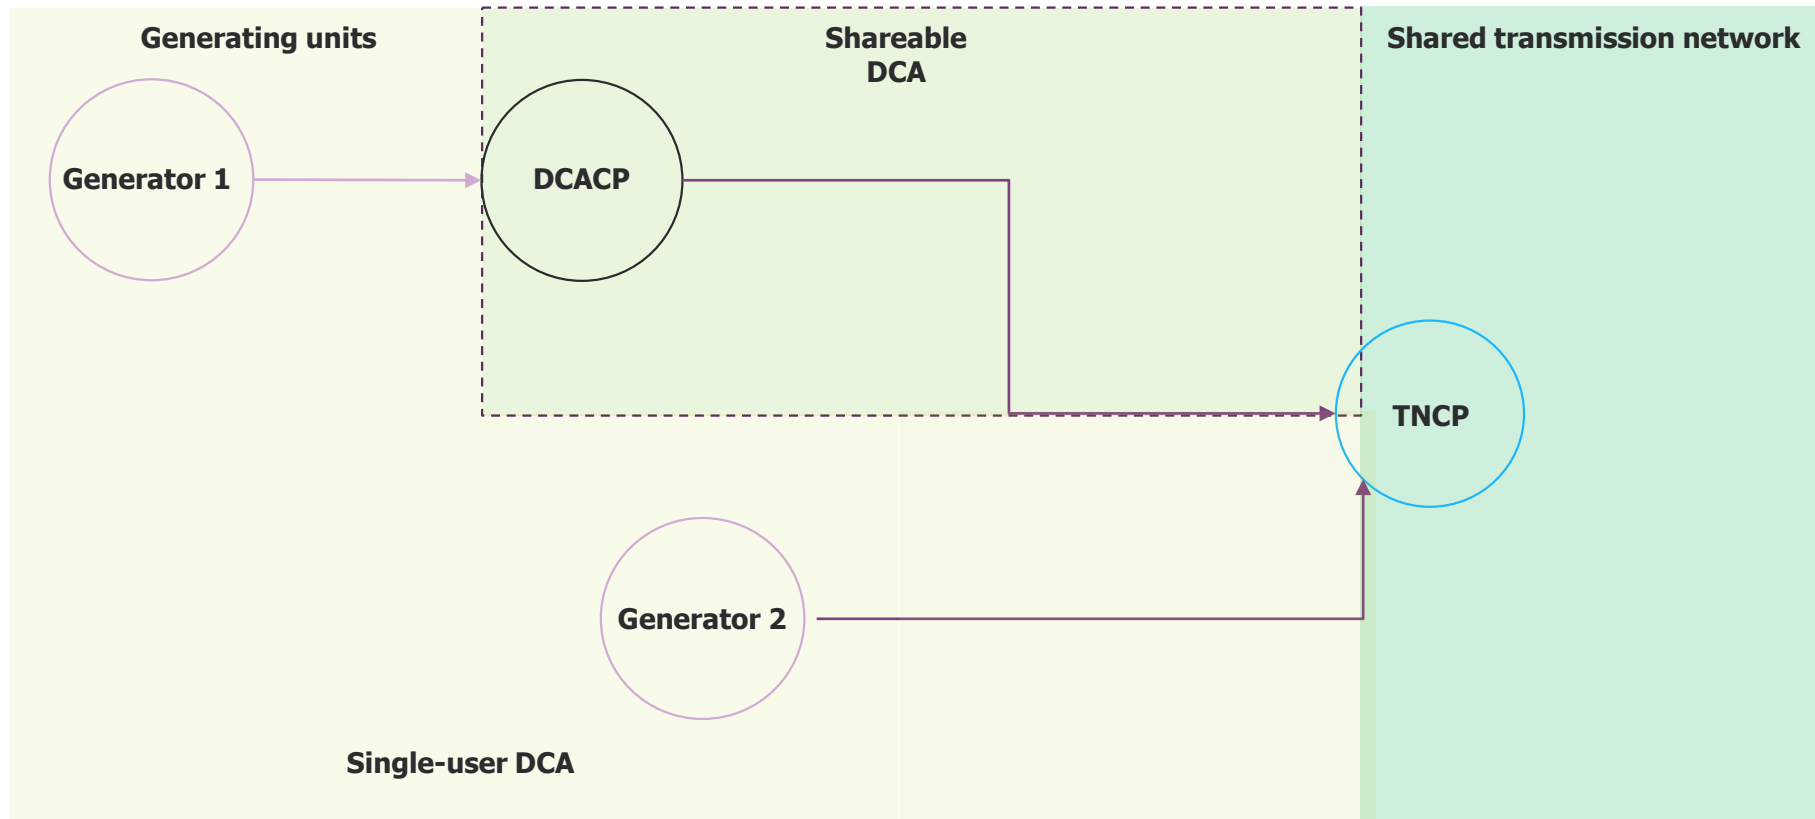 Generating units
Shareable
DCA
Shared transmission network
Generator 1
DCACP
TNCP
Generator 2
Single-user DCA